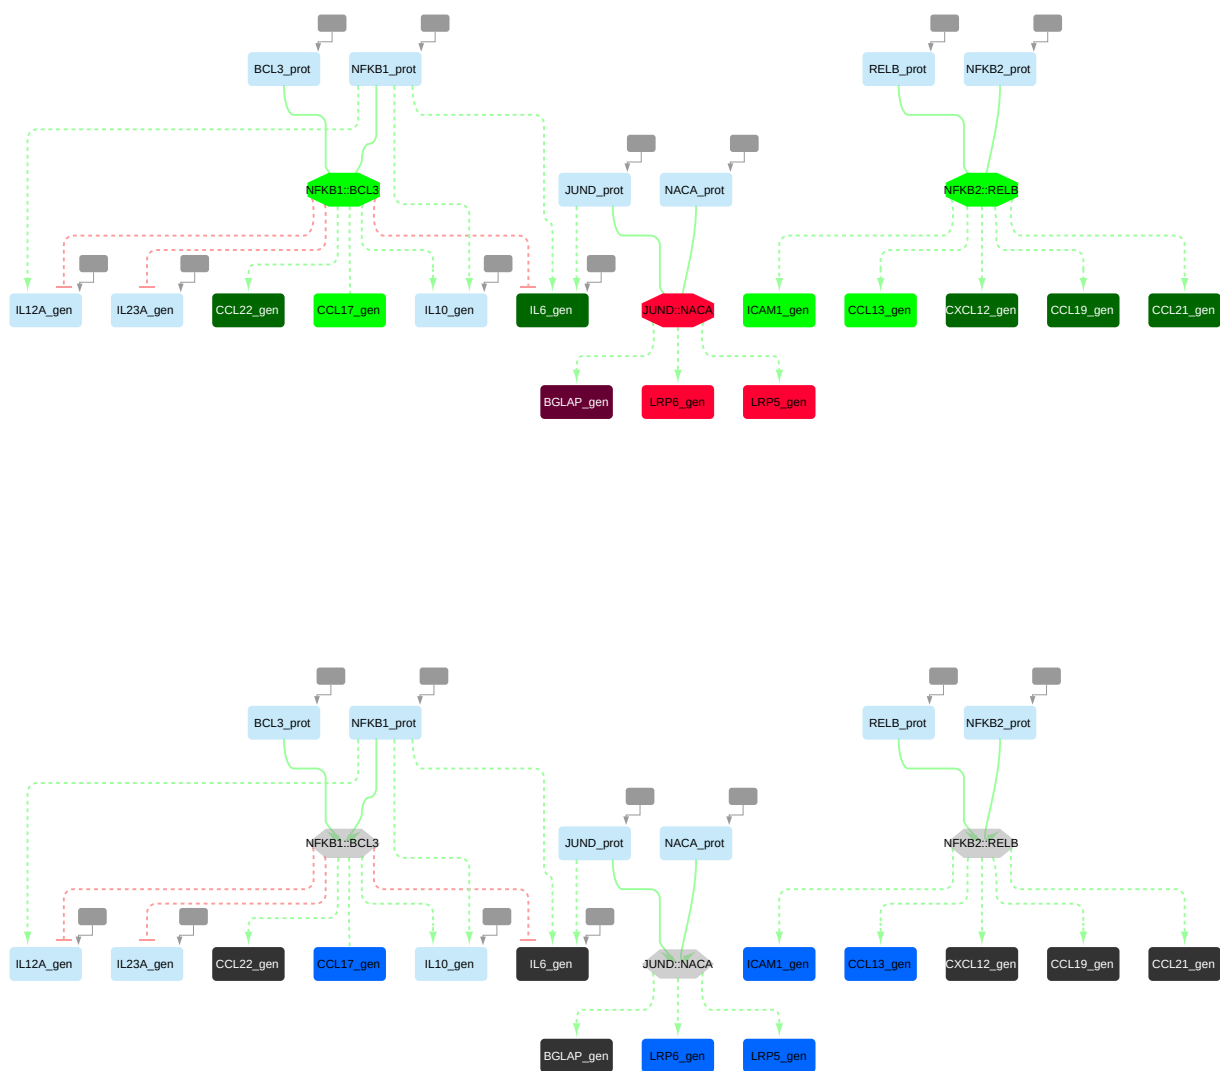 BCL3_prot NFKB1_prot RELB_prot NFKB2_prot
NFKB1::BCL3 JUND_prot NACA_prot NFKB2::RELB
IL12A_gen IL23A_gen CCL22_gen CCL17_gen IL10_gen IL6_gen JUND::NACA ICAM1_gen CCL13_gen CXCL12_gen CCL19_gen CCL21_gen
BGLAP_gen LRP6_gen LRP5_gen
BCL3_prot NFKB1_prot RELB_prot NFKB2_prot
NFKB1::BCL3 JUND_prot NACA_prot NFKB2::RELB
IL12A_gen IL23A_gen CCL22_gen CCL17_gen IL10_gen IL6_gen JUND::NACA ICAM1_gen CCL13_gen CXCL12_gen CCL19_gen CCL21_gen
BGLAP_gen LRP6_gen LRP5_gen